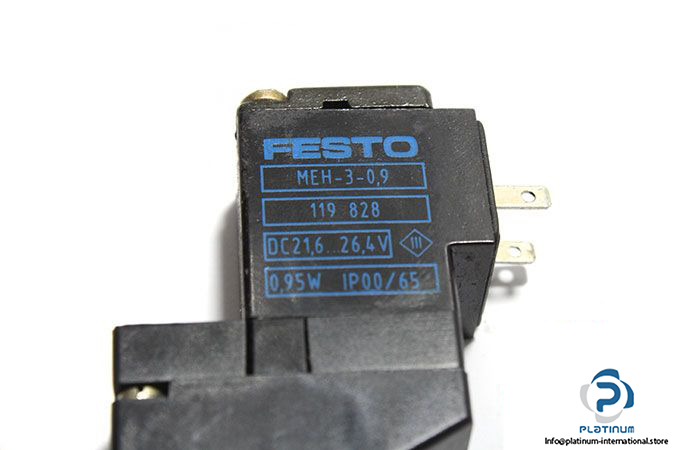 FESTO
MEH-3-0,9
119 828
DC21,6...26,4V III
0,95W IP00/65
PLATINUM
Info@platinum-international.store